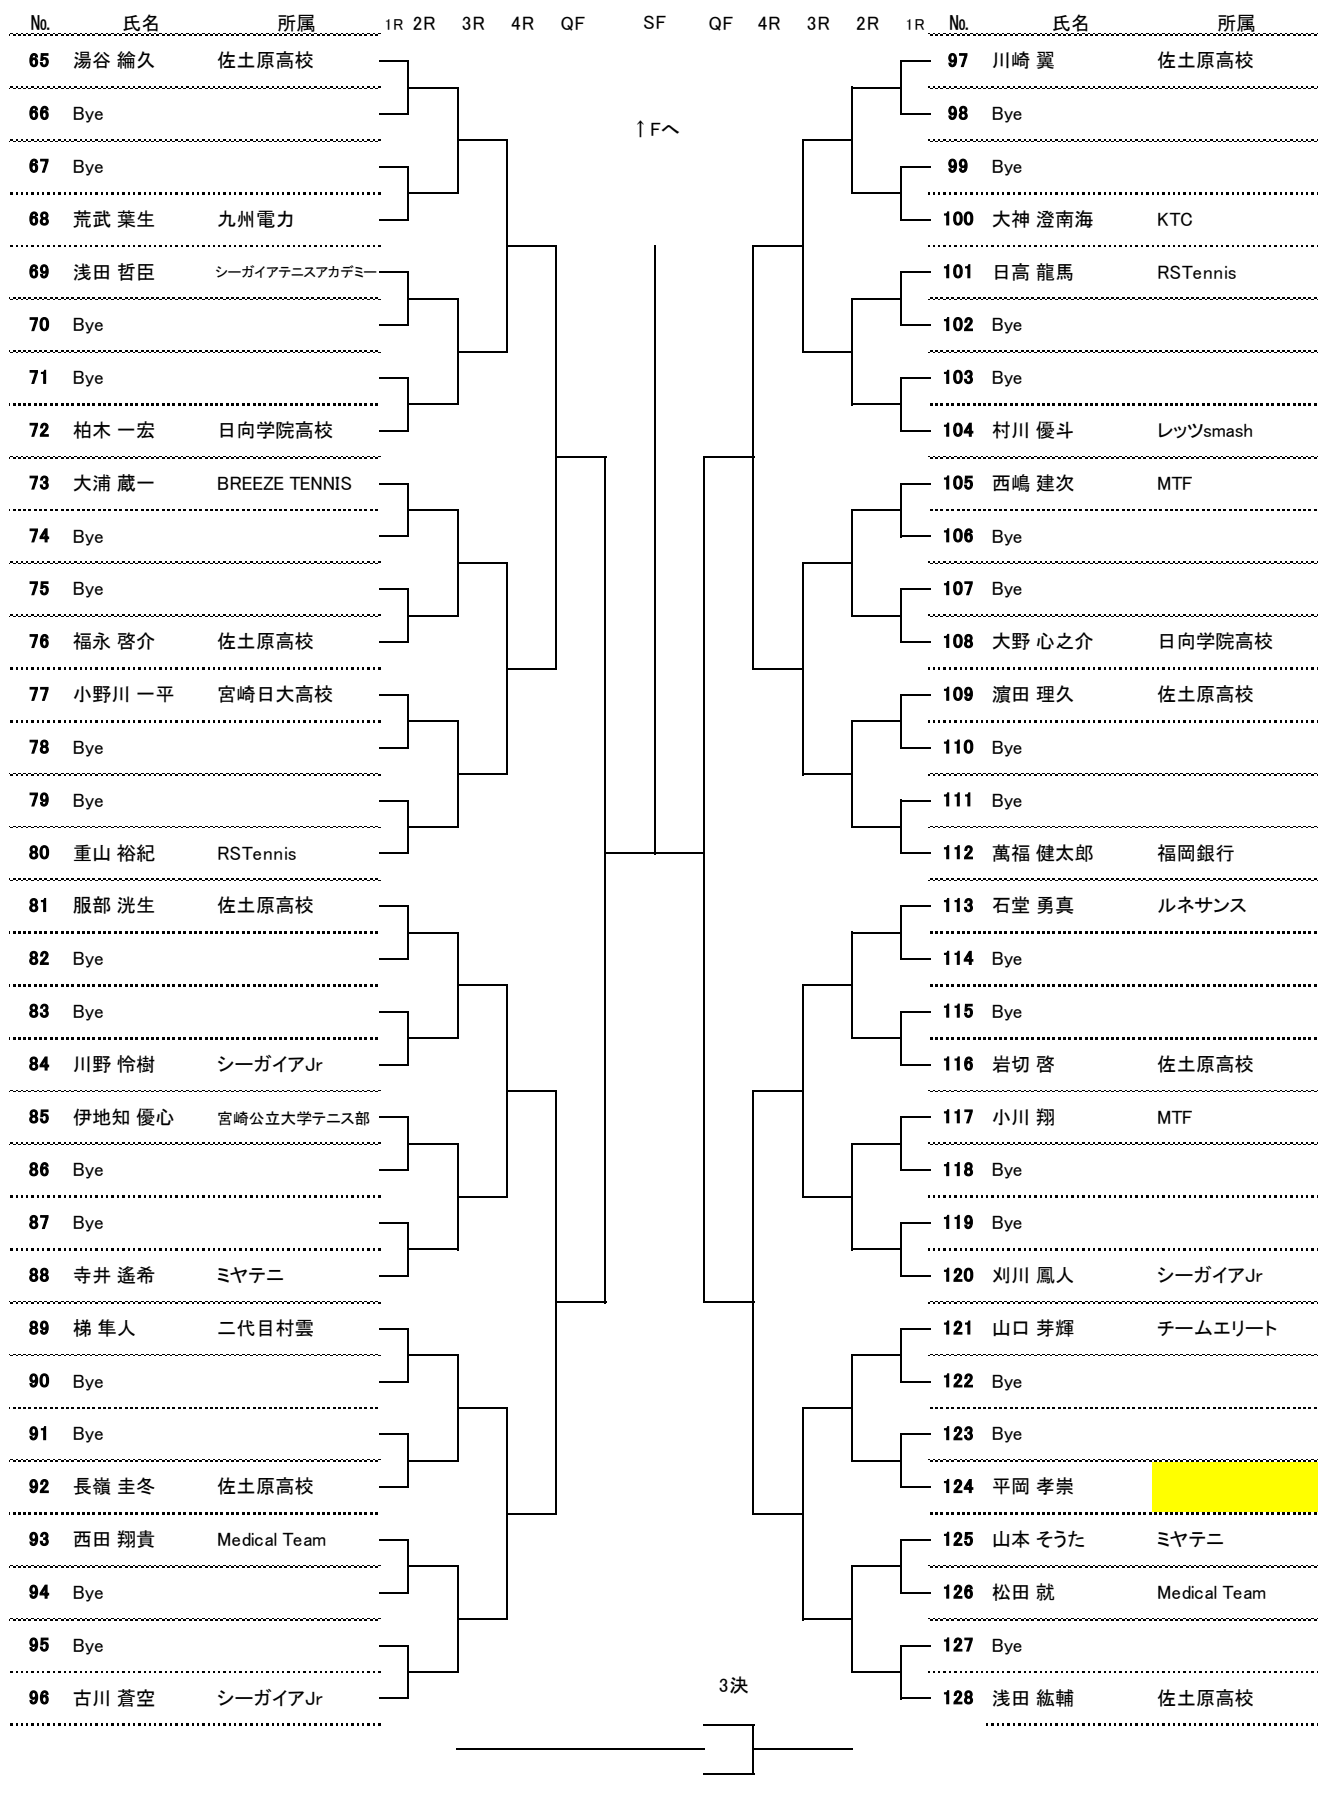 No. 氏名 所属 1R 2R 3R 4R QF SF QF 4R 3R 2R 1R No. 氏名 所属
65 湯谷 綸久 佐土原高校 97 川崎 翼 佐土原高校
66 Bye 98 Bye
↑Fへ
67 Bye 99 Bye
68 荒武 葉生 九州電力 100 大神 澄南海 KTC
69 浅田 哲臣 シーガイアテニスアカデミー 101 日高 龍馬 RSTennis
70 Bye 102 Bye
71 Bye 103 Bye
72 柏木 一宏 日向学院高校 104 村川 優斗 レッツsmash
73 大浦 蔵一 BREEZE TENNIS 105 西嶋 建次 MTF
74 Bye 106 Bye
75 Bye 107 Bye
76 福永 啓介 佐土原高校 108 大野 心之介 日向学院高校
77 小野川 一平 宮崎日大高校 109 濵田 理久 佐土原高校
78 Bye 110 Bye
79 Bye 111 Bye
80 重山 裕紀 RSTennis 112 萬福 健太郎 福岡銀行
81 服部 洸生 佐土原高校 113 石堂 勇真 ルネサンス
82 Bye 114 Bye
83 Bye 115 Bye
84 川野 怜樹 シーガイアJr 116 岩切 啓 佐土原高校
85 伊地知 優心 宮崎公立大学テニス部 117 小川 翔 MTF
86 Bye 118 Bye
87 Bye 119 Bye
88 寺井 遙希 ミヤテニ 120 刈川 鳳人 シーガイアJr
89 梯 隼人 二代目村雲 121 山口 芽輝 チームエリート
90 Bye 122 Bye
91 Bye 123 Bye
92 長嶺 圭冬 佐土原高校 124 平岡 孝崇
93 西田 翔貴 Medical Team 125 山本 そうた ミヤテニ
94 Bye 126 松田 就 Medical Team
95 Bye 127 Bye
3決
96 古川 蒼空 シーガイアJr 128 浅田 紘輔 佐土原高校